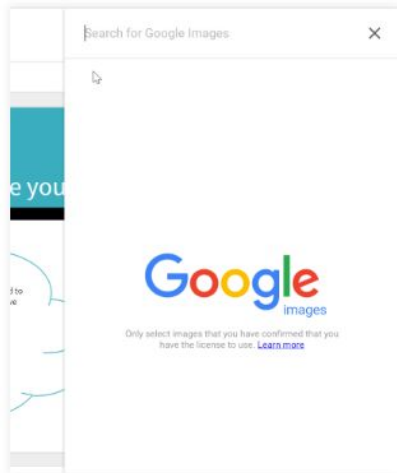 Search for Google Images
e you
Google
images
Only select images that you have confirmed that you
have the license to use. Learn more